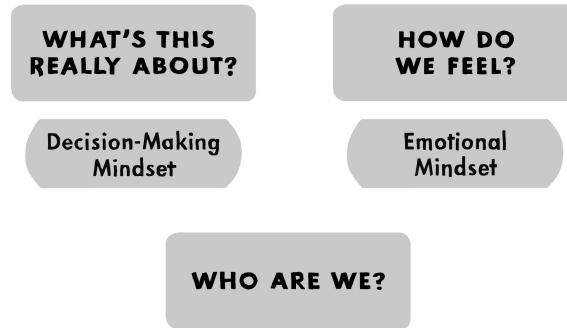 WHAT'S THIS
REALLY ABOUT?
HOW DO
WE FEEL?
Decision-Making
Mindset
Emotional
Mindset
WHO ARE WE?